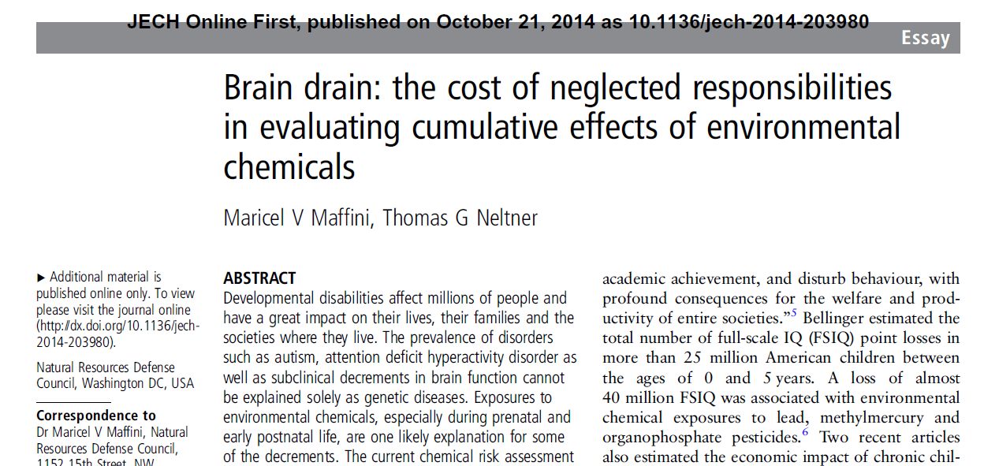 JECH Online First, published on October 21, 2014 as 10.1136/jech-2014-203980
Essay
Brain drain: the cost of neglected responsibilities
in evaluating cumulative effects of environmental
chemicals
Maricel V Maffini, Thomas G Neltner
▶ Additional material is
published online only. To view
please visit the journal online
(http://dx.doi.org/10.1136/jech-
2014-203980).
Natural Resources Defense
Council, Washington DC, USA
Correspondence to
Dr Maricel V Maffini, Natural
Resources Defense Council,
1152 15th Street, NW
ABSTRACT
Developmental disabilities affect millions of people and
have a great impact on their lives, their families and the
societies where they live. The prevalence of disorders
such as autism, attention deficit hyperactivity disorder as
well as subclinical decrements in brain function cannot
be explained solely as genetic diseases. Exposures to
environmental chemicals, especially during prenatal and
early postnatal life, are one likely explanation for some
of the decrements. The current chemical risk assessment
academic achievement, and disturb behaviour, with
profound consequences for the welfare and prod-
uctivity of entire societies.”5 Bellinger estimated the
total number of full-scale IQ (FSIQ) point losses in
more than 25 million American children between
the ages of 0 and 5 years. A loss of almost
40 million FSIQ was associated with environmental
chemical exposures to lead, methylmercury and
organophosphate pesticides.6 Two recent articles
also estimated the economic impact of chronic chil-